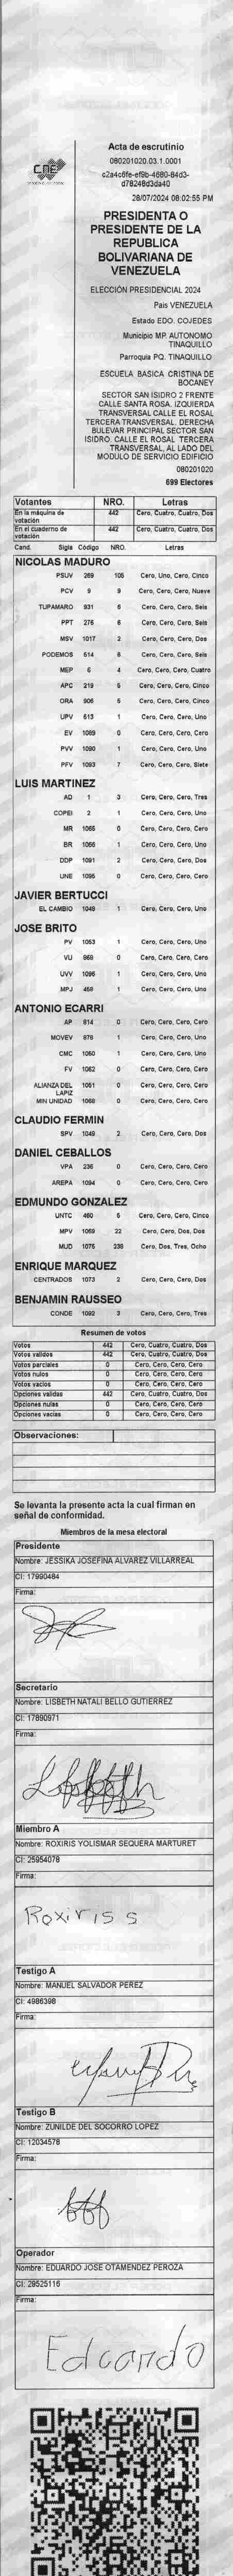 CNE
Acta de escrutinio
080201020.03.1.0001
28/07/2024 08:02:55 PM
PRESIDENTA O
PRESIDENTE DE LA
REPUBLICA
BOLIVARIANA DE
VENEZUELA
ELECCIÓN PRESIDENCIAL 2024
Pais VENEZUELA
Estado EDO. COJEDES
Municipio MP. AUTONOMO
TINAQUILLO
Parroquia PQ. TINAQUILLO
ESCUELA BASICA CRISTINA DE
BOCANEY
SECTOR SAN ISIDRO 2 FRENTE
CALLE SANTA ROSA. IZQUIERDA
TRANSVERSAL CALLE EL ROSAL
TERCERA TRANSVERSAL. DERECHA
BULEVAR PRINCIPAL SECTOR SAN
ISIDRO. CALLE EL ROSAL TERCERA
TRANSVERSAL, AL LADO DEL
MODULO DE SERVICIO EDIFICIO
080201020
699 Electores
Votantes NRO. Letras
En la máquina de votación 442 Cero, Cuatro, Cuatro, Dos
En el cuaderno de votación 442 Cero, Cuatro, Cuatro, Dos
Cand. Sigla Código NRO. Letras
NICOLAS MADURO
PSUV 269 105 Cero, Uno, Cero, Cinco
PCV 9 9 Cero, Cero, Cero, Nueve
TUPAMARO 931 6 Cero, Cero, Cero, Seis
PPT 276 6 Cero, Cero, Cero, Seis
MSV 1017 2 Cero, Cero, Cero, Dos
PODEMOS 514 6 Cero, Cero, Cero, Seis
MEP 6 4 Cero, Cero, Cero, Cuatro
APC 219 5 Cero, Cero, Cero, Cinco
ORA 906 5 Cero, Cero, Cero, Cinco
UPV 613 1 Cero, Cero, Cero, Uno
EV 1089 0 Cero, Cero, Cero, Cero
PVV 1090 1 Cero, Cero, Cero, Uno
PFV 1093 7 Cero, Cero, Cero, Siete
LUIS MARTINEZ
AD 1 3 Cero, Cero, Cero, Tres
COPEI 2 1 Cero, Cero, Cero, Uno
MR 1065 0 Cero, Cero, Cero, Cero
BR 1066 1 Cero, Cero, Cero, Uno
DDP 1091 2 Cero, Cero, Cero, Dos
UNE 1095 0 Cero, Cero, Cero, Cero
JAVIER BERTUCCI
EL CAMBIO 1048 1 Cero, Cero, Cero, Uno
JOSE BRITO
PV 1053 1 Cero, Cero, Cero, Uno
VU 969 0 Cero, Cero, Cero, Cero
UVV 1096 1 Cero, Cero, Cero, Uno
MPJ 459 1 Cero, Cero, Cero, Uno
ANTONIO ECARRI
AP 814 0 Cero, Cero, Cero, Cero
MOVEV 878 1 Cero, Cero, Cero, Uno
CMC 1050 1 Cero, Cero, Cero, Uno
FV 1062 0 Cero, Cero, Cero, Cero
ALIANZA DEL LAPIZ 1051 0 Cero, Cero, Cero, Cero
MIN UNIDAD 1068 0 Cero, Cero, Cero, Cero
CLAUDIO FERMIN
SPV 1049 2 Cero, Cero, Cero, Dos
DANIEL CEBALLOS
VPA 236 0 Cero, Cero, Cero, Cero
AREPA 1094 0 Cero, Cero, Cero, Cero
EDMUNDO GONZALEZ
UNTC 460 5 Cero, Cero, Cero, Cinco
MPV 1069 22 Cero, Cero, Dos, Dos
MUD 1075 238 Cero, Dos, Tres, Ocho
ENRIQUE MARQUEZ
CENTRADOS 1073 2 Cero, Cero, Cero, Dos
BENJAMIN RAUSSEO
CONDE 1092 3 Cero, Cero, Cero, Tres
Resumen de votos
Votos 442 Cero, Cuatro, Cuatro, Dos
Votos validos 442 Cero, Cuatro, Cuatro, Dos
Votos parciales 0 Cero, Cero, Cero, Cero
Votos nulos 0 Cero, Cero, Cero, Cero
Votos vacios 0 Cero, Cero, Cero, Cero
Opciones validas 442 Cero, Cuatro, Cuatro, Dos
Opciones nulas 0 Cero, Cero, Cero, Cero
Opciones vacias 0 Cero, Cero, Cero, Cero
Observaciones:
Se levanta la presente acta la cual firman en
señal de conformidad.
Miembros de la mesa electoral
Presidente
Nombre: JESSIKA JOSEFINA ALVAREZ VILLARREAL
CI: 17990484
Firma:
Secretario
Nombre: LISBETH NATALI BELLO GUTIERREZ
CI: 17890971
Firma:
Lisbeth
Miembro A
Nombre: ROXIRIS YOLISMAR SEQUERA MARTURET
CI: 25954078
Firma:
Roxiris s
Testigo A
Nombre: MANUEL SALVADOR PEREZ
CI: 4986398
Firma:
Testigo B
Nombre: ZUNILDE DEL SOCORRO LOPEZ
CI: 12034578
Firma:
Operador
Nombre: EDUARDO JOSE OTAMENDEZ PEROZA
CI: 29525116
Firma:
Eduardo